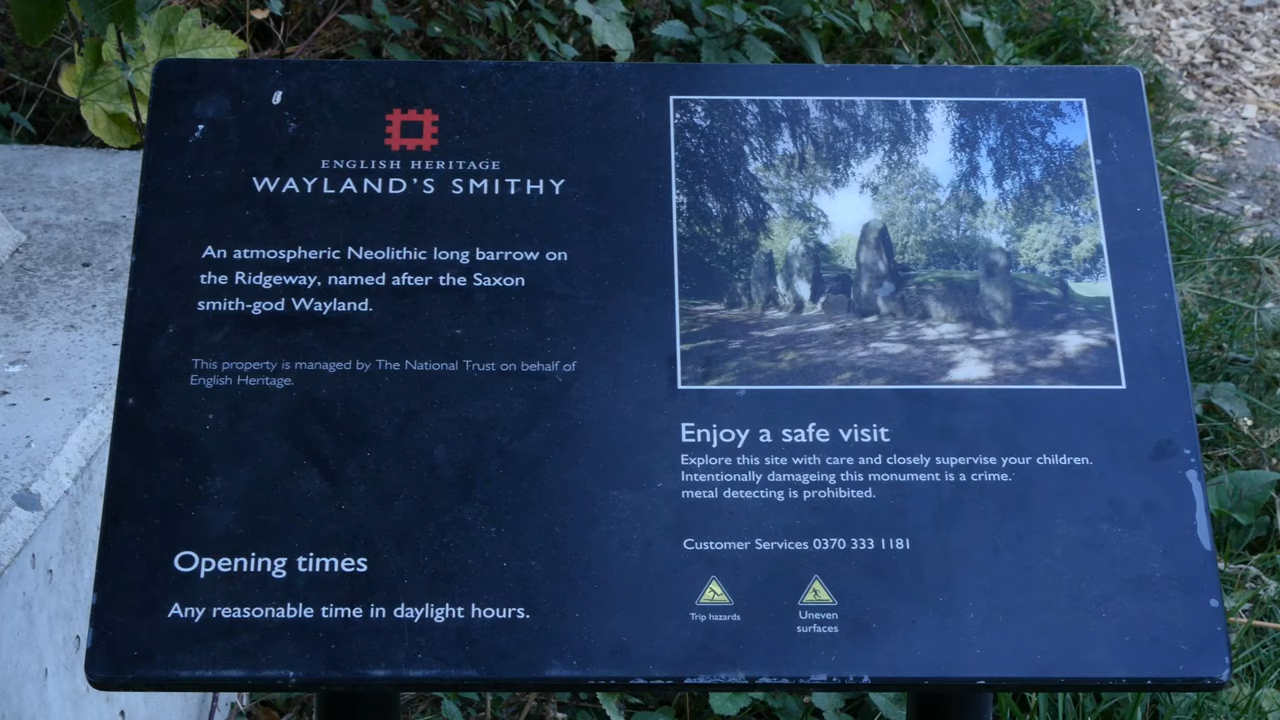 ENGLISH HERITAGE
WAYLAND'S SMITHY
An atmospheric Neolithic long barrow on
the Ridgeway, named after the Saxon
smith-god Wayland.
This property is managed by The National Trust on behalf of
English Heritage.
Opening times
Any reasonable time in daylight hours.
Enjoy a safe visit
Explore this site with care and closely supervise your children.
Intentionally damageing this monument is a crime.
metal detecting is prohibited.
Customer Services 0370 333 1181
Trip hazards
Uneven
surfaces